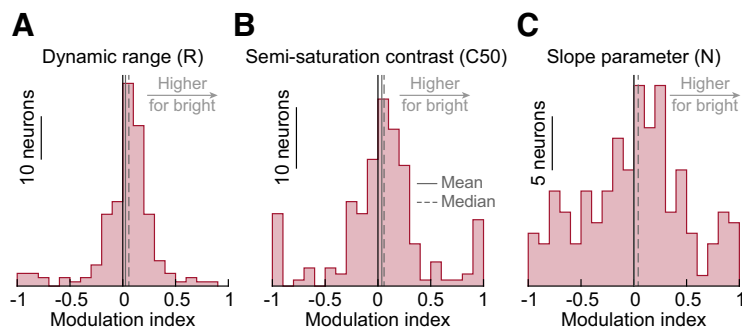 A
Dynamic range (R)
Higher
for bright
10 neurons
-1 -0.5 0 0.5 1
Modulation index
B
Semi-saturation contrast (C50)
Higher
for bright
10 neurons
Mean
Median
-1 -0.5 0 0.5 1
Modulation index
C
Slope parameter (N)
Higher
for bright
5 neurons
-1 -0.5 0 0.5 1
Modulation index